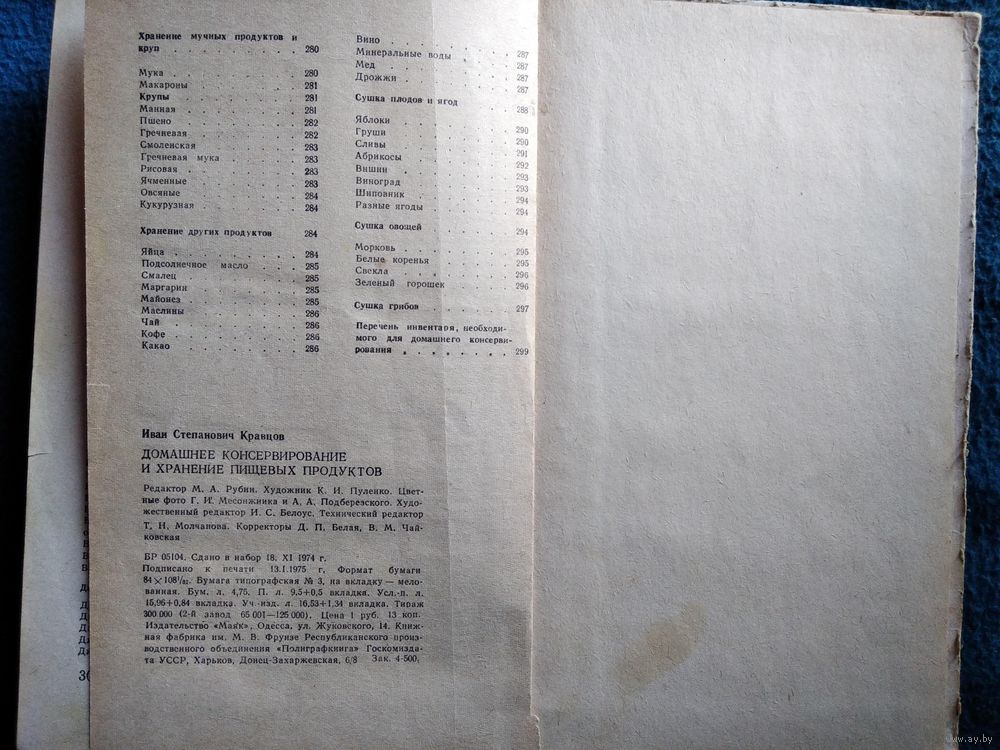 Хранение мучных продуктов и
круп . . . . . . . . . 280
Мука . . . . . . . . . 280
Макароны . . . . . . . . 281
Крупы . . . . . . . . . 281
Манная . . . . . . . . . 281
Пшено . . . . . . . . . 282
Гречневая . . . . . . . . 282
Смоленская . . . . . . . . 283
Гречневая мука . . . . . . 283
Рисовая . . . . . . . . . 283
Ячменные . . . . . . . . 283
Овсяные . . . . . . . . . 284
Кукурузная . . . . . . . . 284
Хранение других продуктов . 284
Яйца . . . . . . . . . 284
Подсолнечное масло . . . . 285
Смалец . . . . . . . . . 285
Маргарин . . . . . . . . 285
Майонез . . . . . . . . . 285
Маслины . . . . . . . . 286
Чай . . . . . . . . . . 286
Кофе . . . . . . . . . 286
Какао . . . . . . . . . 286
Вино . . . . . . . . . 287
Минеральные воды . . . . 287
Мед . . . . . . . . . 287
Дрожжи . . . . . . . . 287
Сушка плодов и ягод . . . 288
Яблоки . . . . . . . . 290
Груши . . . . . . . . 290
Сливы . . . . . . . . 291
Абрикосы . . . . . . . 292
Вишни . . . . . . . . 293
Виноград . . . . . . . 293
Шиповник . . . . . . . 294
Разные ягоды . . . . . . 294
Сушка овощей . . . . . . 294
Морковь . . . . . . . . 295
Белые коренья . . . . . . 295
Свекла . . . . . . . . 296
Зеленый горошек . . . . . 296
Сушка грибов . . . . . . 297
Перечень инвентаря, необходи-
мого для домашнего консерви-
рования . . . . . . . . 299
Иван Степанович Кравцов
ДОМАШНЕЕ КОНСЕРВИРОВАНИЕ
И ХРАНЕНИЕ ПИЩЕВЫХ ПРОДУКТОВ
Редактор М. А. Рубин. Художник К. И. Пуленко. Цвет-
ные фото Г. И. Месонжника и А. А. Подберезского. Худо-
жественный редактор И. С. Белоус, Технический редактор
Т. Н. Молчанова. Корректоры Д. П. Белая, В. М. Чай-
ковская
БР 05104. Сдано в набор 18. XI 1974 г.
Подписано к печати 13.I.1975 г. Формат бумаги
84×108¹/₃₂. Бумага типографская № 3, на вкладку — мело-
ванная. Бум. л. 4,75. П. л. 9,5+0,5 вкладка. Усл.-п. л.
15,96+0,84 вкладка. Уч.-изд. л. 16,53+1,34 вкладка. Тираж
300 000 (2-й завод 65 001—125 000). Цена 1 руб. 13 коп.
Издательство «Маяк», Одесса, ул. Жуковского, 14. Книж-
ная фабрика им. М. В. Фрунзе Республиканского произ-
водственного объединения «Полиграфкнига» Госкомизда-
та УССР, Харьков, Донец-Захаржевская, 6/8 Зак. 4-500.
www.ay.by